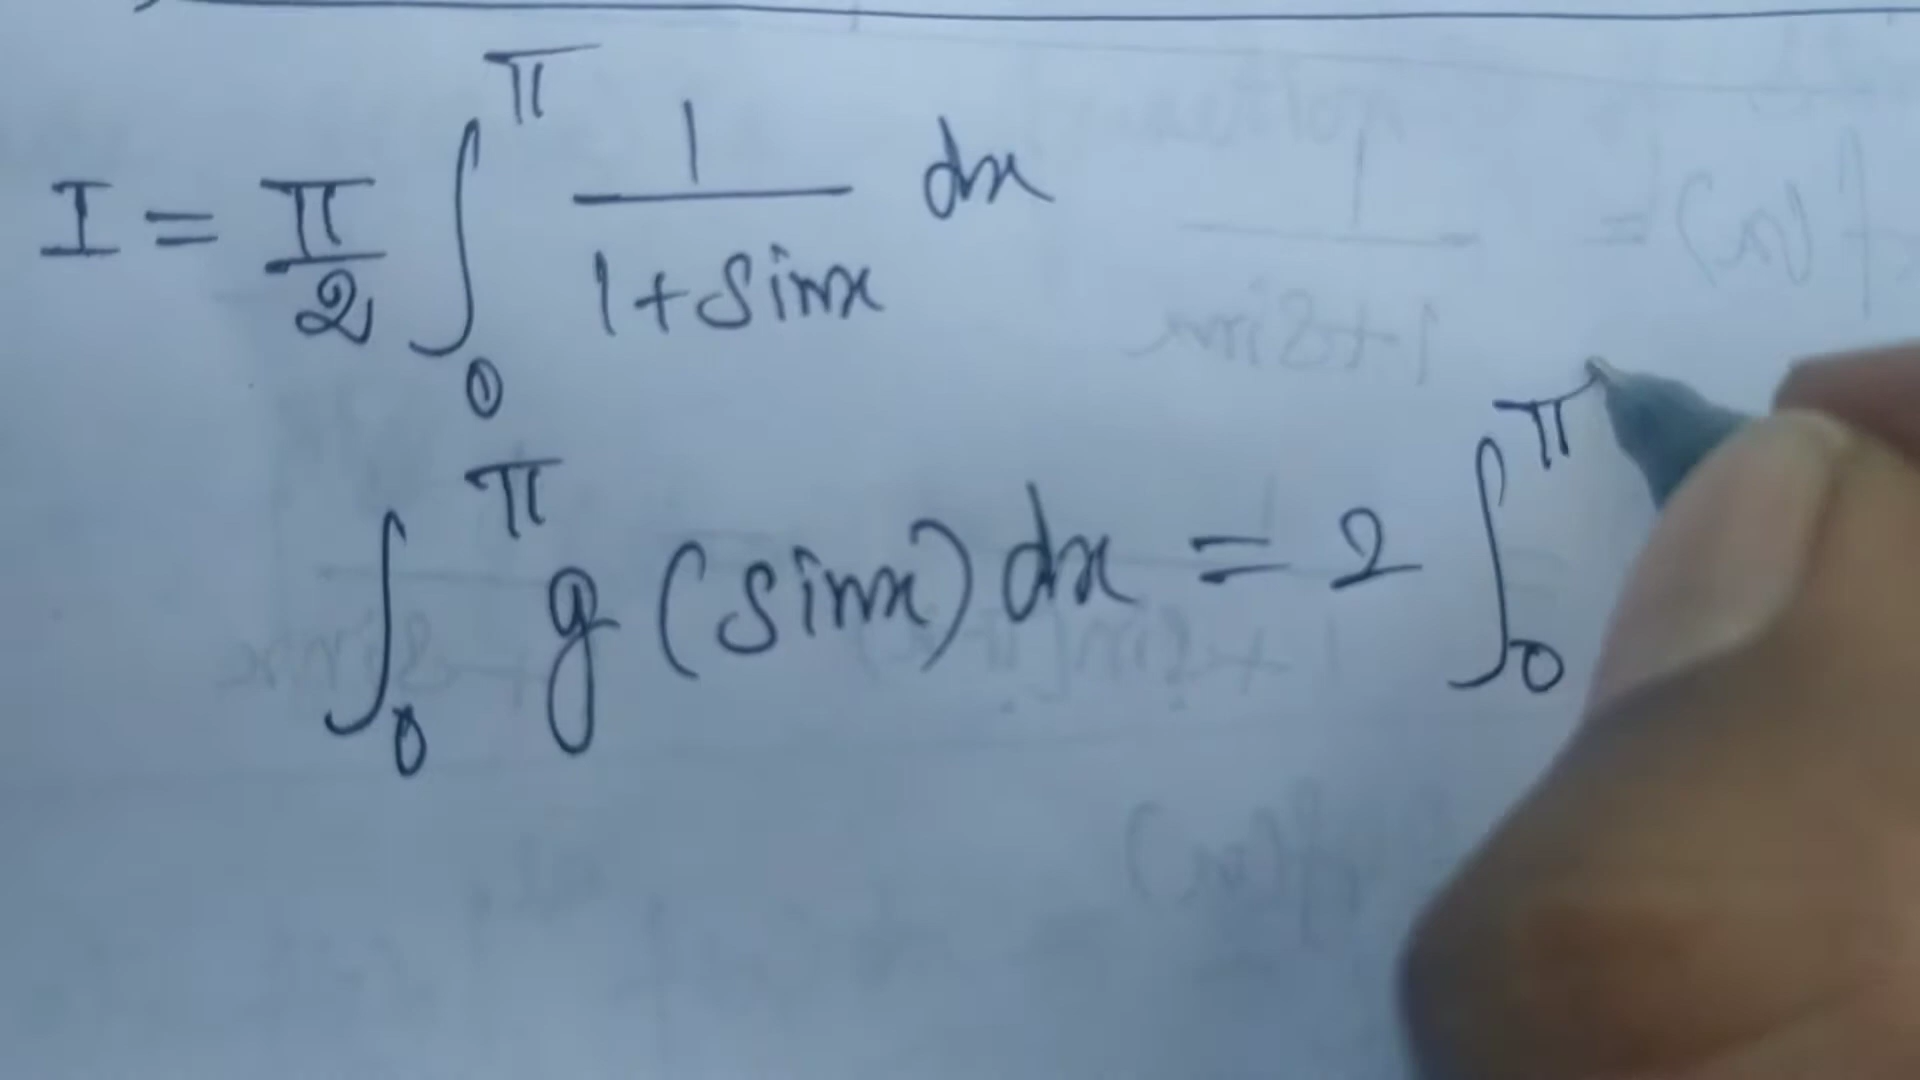 I = π/2 ∫₀^π 1/(1+sinx) dx
∫₀^π g(sinx) dx = 2 ∫₀^π